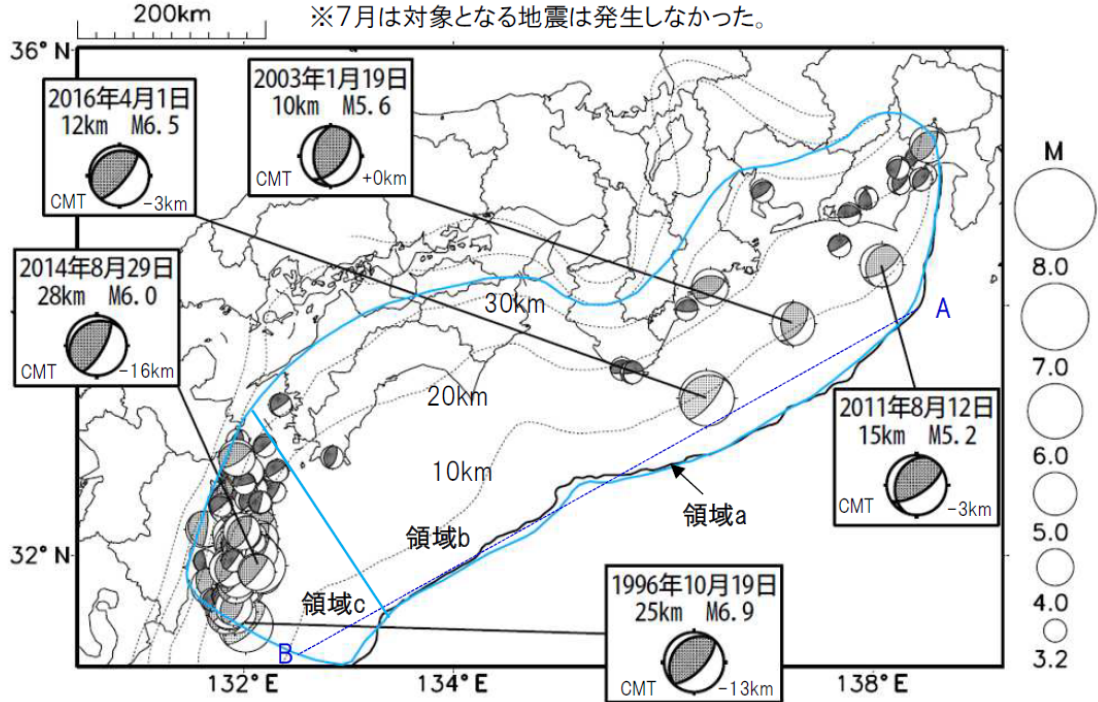 200km
※7月は対象となる地震は発生しなかった。
36°N
2003年1月19日
10km M5.6
CMT
+0km
2016年4月1日
12km M6.5
CMT
-3km
2014年8月29日
28km M6.0
CMT
-16km
30km
20km
10km
A
2011年8月12日
15km M5.2
CMT
-3km
領域a
領域b
32°N
領域c
1996年10月19日
25km M6.9
CMT
-13km
B
132°E
134°E
138°E
M
8.0
7.0
6.0
5.0
4.0
3.2